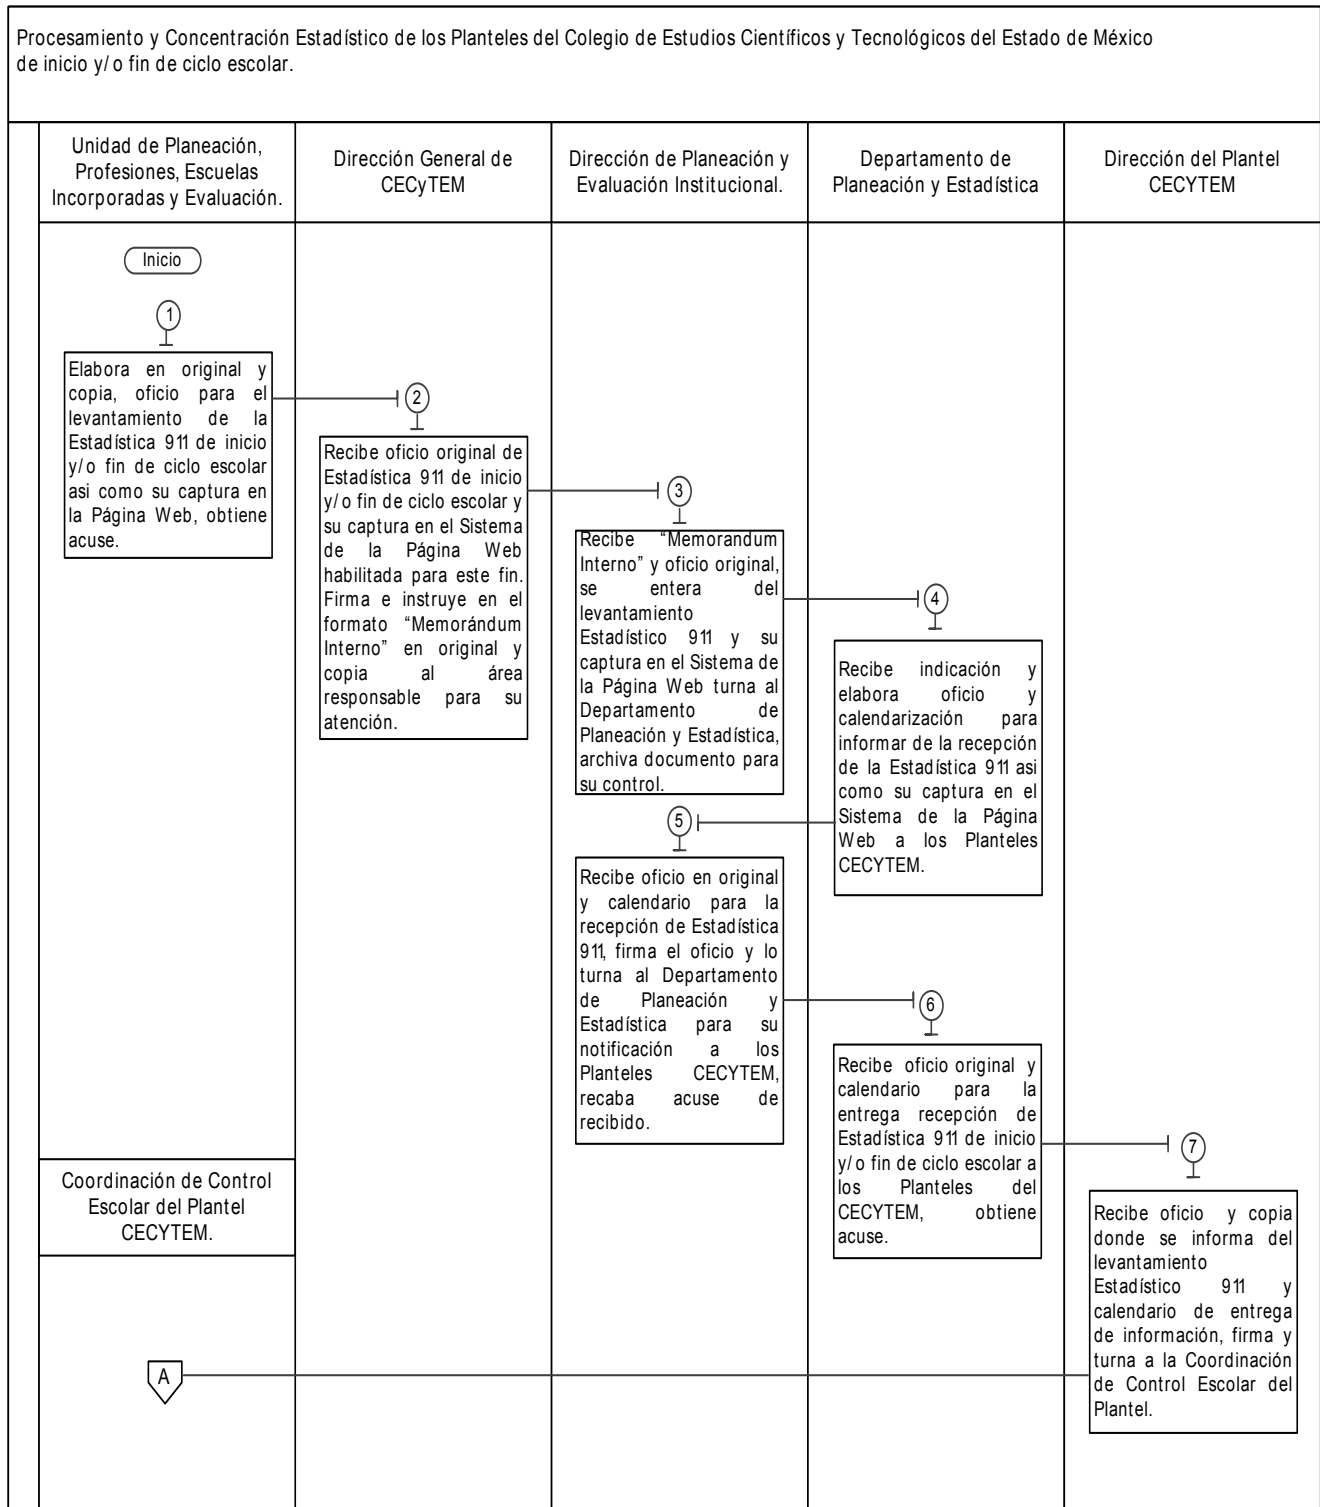 Procesamiento y Concentración Estadístico de los Planteles del Colegio de Estudios Científicos y Tecnológicos del Estado de México
de inicio y/o fin de ciclo escolar.
Unidad de Planeación,
Profesiones, Escuelas
Incorporadas y Evaluación.
Dirección General de
CECyTEM
Dirección de Planeación y
Evaluación Institucional.
Departamento de
Planeación y Estadística
Dirección del Plantel
CECYTEM
Inicio
1
Elabora en original y
copia, oficio para el
levantamiento de la
Estadística 911 de inicio
y/o fin de ciclo escolar
asi como su captura en
la Página Web, obtiene
acuse.
2
Recibe oficio original de
Estadística 911 de inicio
y/o fin de ciclo escolar y
su captura en el Sistema
de la Página Web
habilitada para este fin.
Firma e instruye en el
formato “Memorándum
Interno” en original y
copia al área
responsable para su
atención.
3
Recibe “Memorandum
Interno” y oficio original,
se entera del
levantamiento
Estadístico 911 y su
captura en el Sistema de
la Página Web turna al
Departamento de
Planeación y Estadística,
archiva documento para
su control.
4
Recibe indicación y
elabora oficio y
calendarización para
informar de la recepción
de la Estadística 911 asi
como su captura en el
Sistema de la Página
Web a los Planteles
CECYTEM.
5
Recibe oficio en original
y calendario para la
recepción de Estadística
911, firma el oficio y lo
turna al Departamento
de Planeación y
Estadística para su
notificación a los
Planteles CECYTEM,
recaba acuse de
recibido.
6
Recibe oficio original y
calendario para la
entrega recepción de
Estadística 911 de inicio
y/o fin de ciclo escolar a
los Planteles del
CECYTEM, obtiene
acuse.
7
Recibe oficio y copia
donde se informa del
levantamiento
Estadístico 911 y
calendario de entrega
de información, firma y
turna a la Coordinación
de Control Escolar del
Plantel.
Coordinación de Control
Escolar del Plantel
CECYTEM.
A